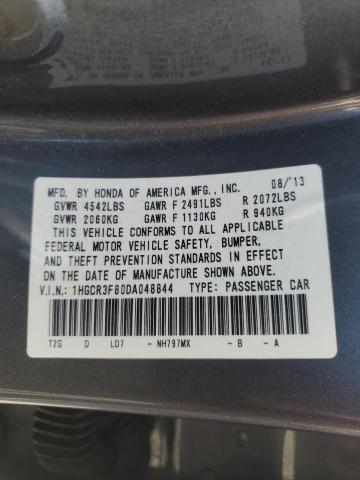 MFD. BY HONDA OF AMERICA MFG., INC. 08/'13
GVWR 4542LBS GAWR F 2491LBS R 2072LBS
GVWR 2060KG GAWR F 1130KG R 940KG
THIS VEHICLE CONFORMS TO ALL APPLICABLE
FEDERAL MOTOR VEHICLE SAFETY, BUMPER,
AND THEFT PREVENTION STANDARDS IN EFFECT
ON THE DATE OF MANUFACTURE SHOWN ABOVE.
V.I.N.: 1HGCR3F80DA048844 TYPE: PASSENGER CAR
T2G D LD7 - NH797MX - B - A